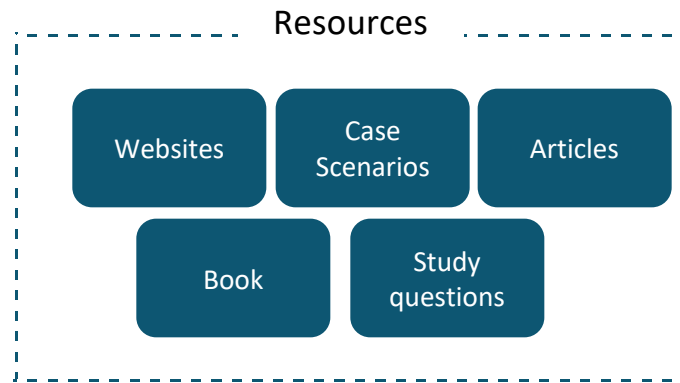 Resources
Websites
Case
Scenarios
Articles
Book
Study
questions